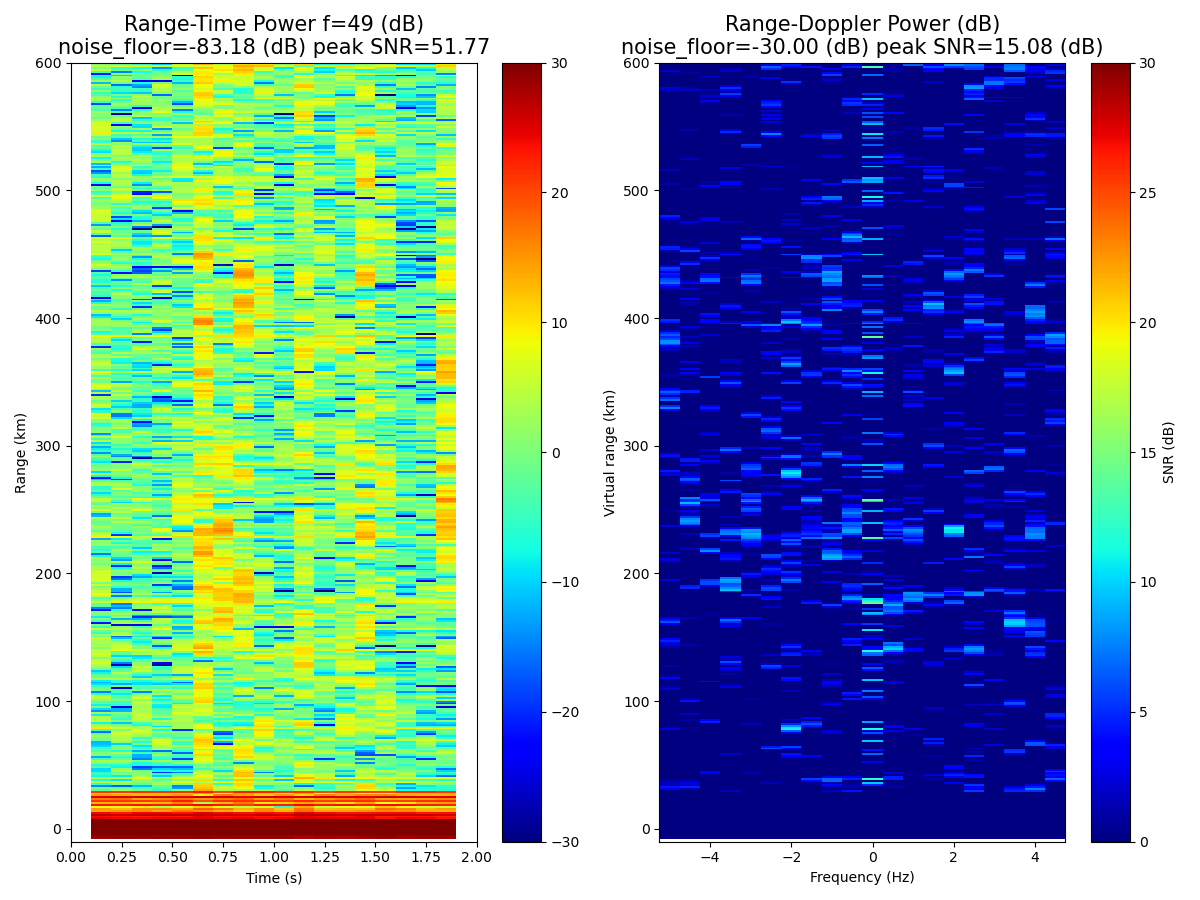 Range-Time Power f=49 (dB)
noise_floor=-83.18 (dB) peak SNR=51.77
Range (km)
600
500
400
300
200
100
0
0.00 0.25 0.50 0.75 1.00 1.25 1.50 1.75 2.00
Time (s)
30
20
10
0
−10
−20
−30
Range-Doppler Power (dB)
noise_floor=-30.00 (dB) peak SNR=15.08 (dB)
Virtual range (km)
600
500
400
300
200
100
0
−4 −2 0 2 4
Frequency (Hz)
30
25
20
15
10
5
0
SNR (dB)